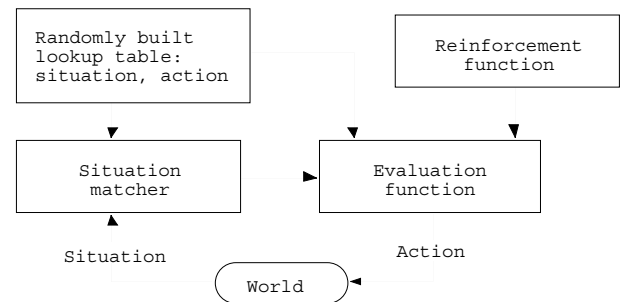 Randomly built
lookup table:
situation, action
Reinforcement
function
Situation
matcher
Evaluation
function
Situation
Action
World